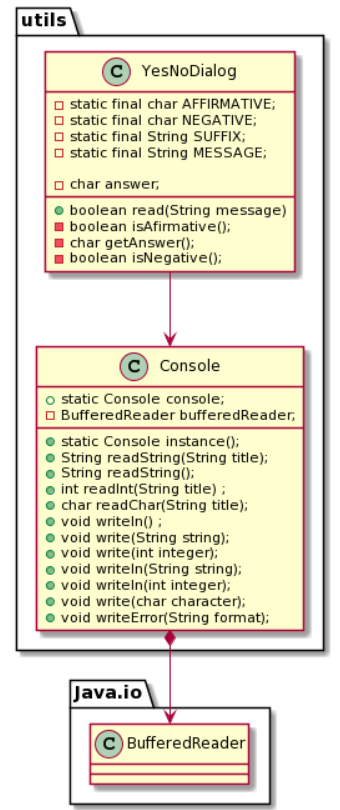 utils
C YesNoDialog
static final char AFFIRMATIVE;
static final char NEGATIVE;
static final String SUFFIX;
static final String MESSAGE;
char answer;
boolean read(String message)
boolean isAfirmative();
char getAnswer();
boolean isNegative();
C Console
static Console console;
BufferedReader bufferedReader;
static Console instance();
String readString(String title);
String readString();
int readInt(String title) ;
char readChar(String title);
void writeln() ;
void write(String string);
void write(int integer);
void writeln(String string);
void writeln(int integer);
void write(char character);
void writeError(String format);
Java.io
C BufferedReader